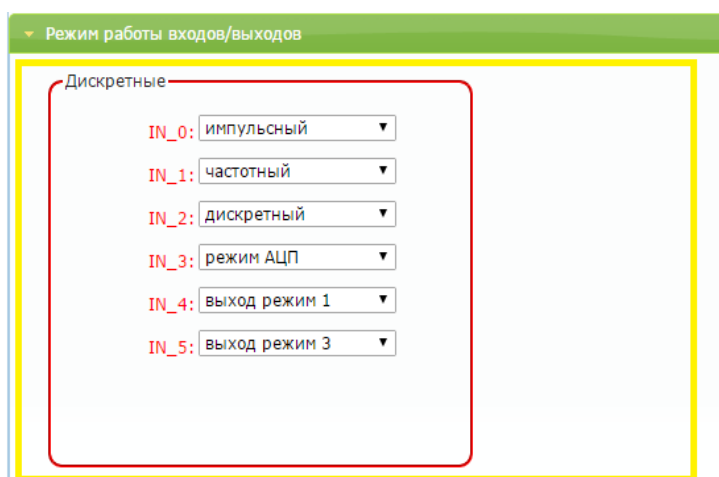 Режим работы входов/выходов
Дискретные
IN_0: импульсный
IN_1: частотный
IN_2: дискретный
IN_3: режим АЦП
IN_4: выход режим 1
IN_5: выход режим 3